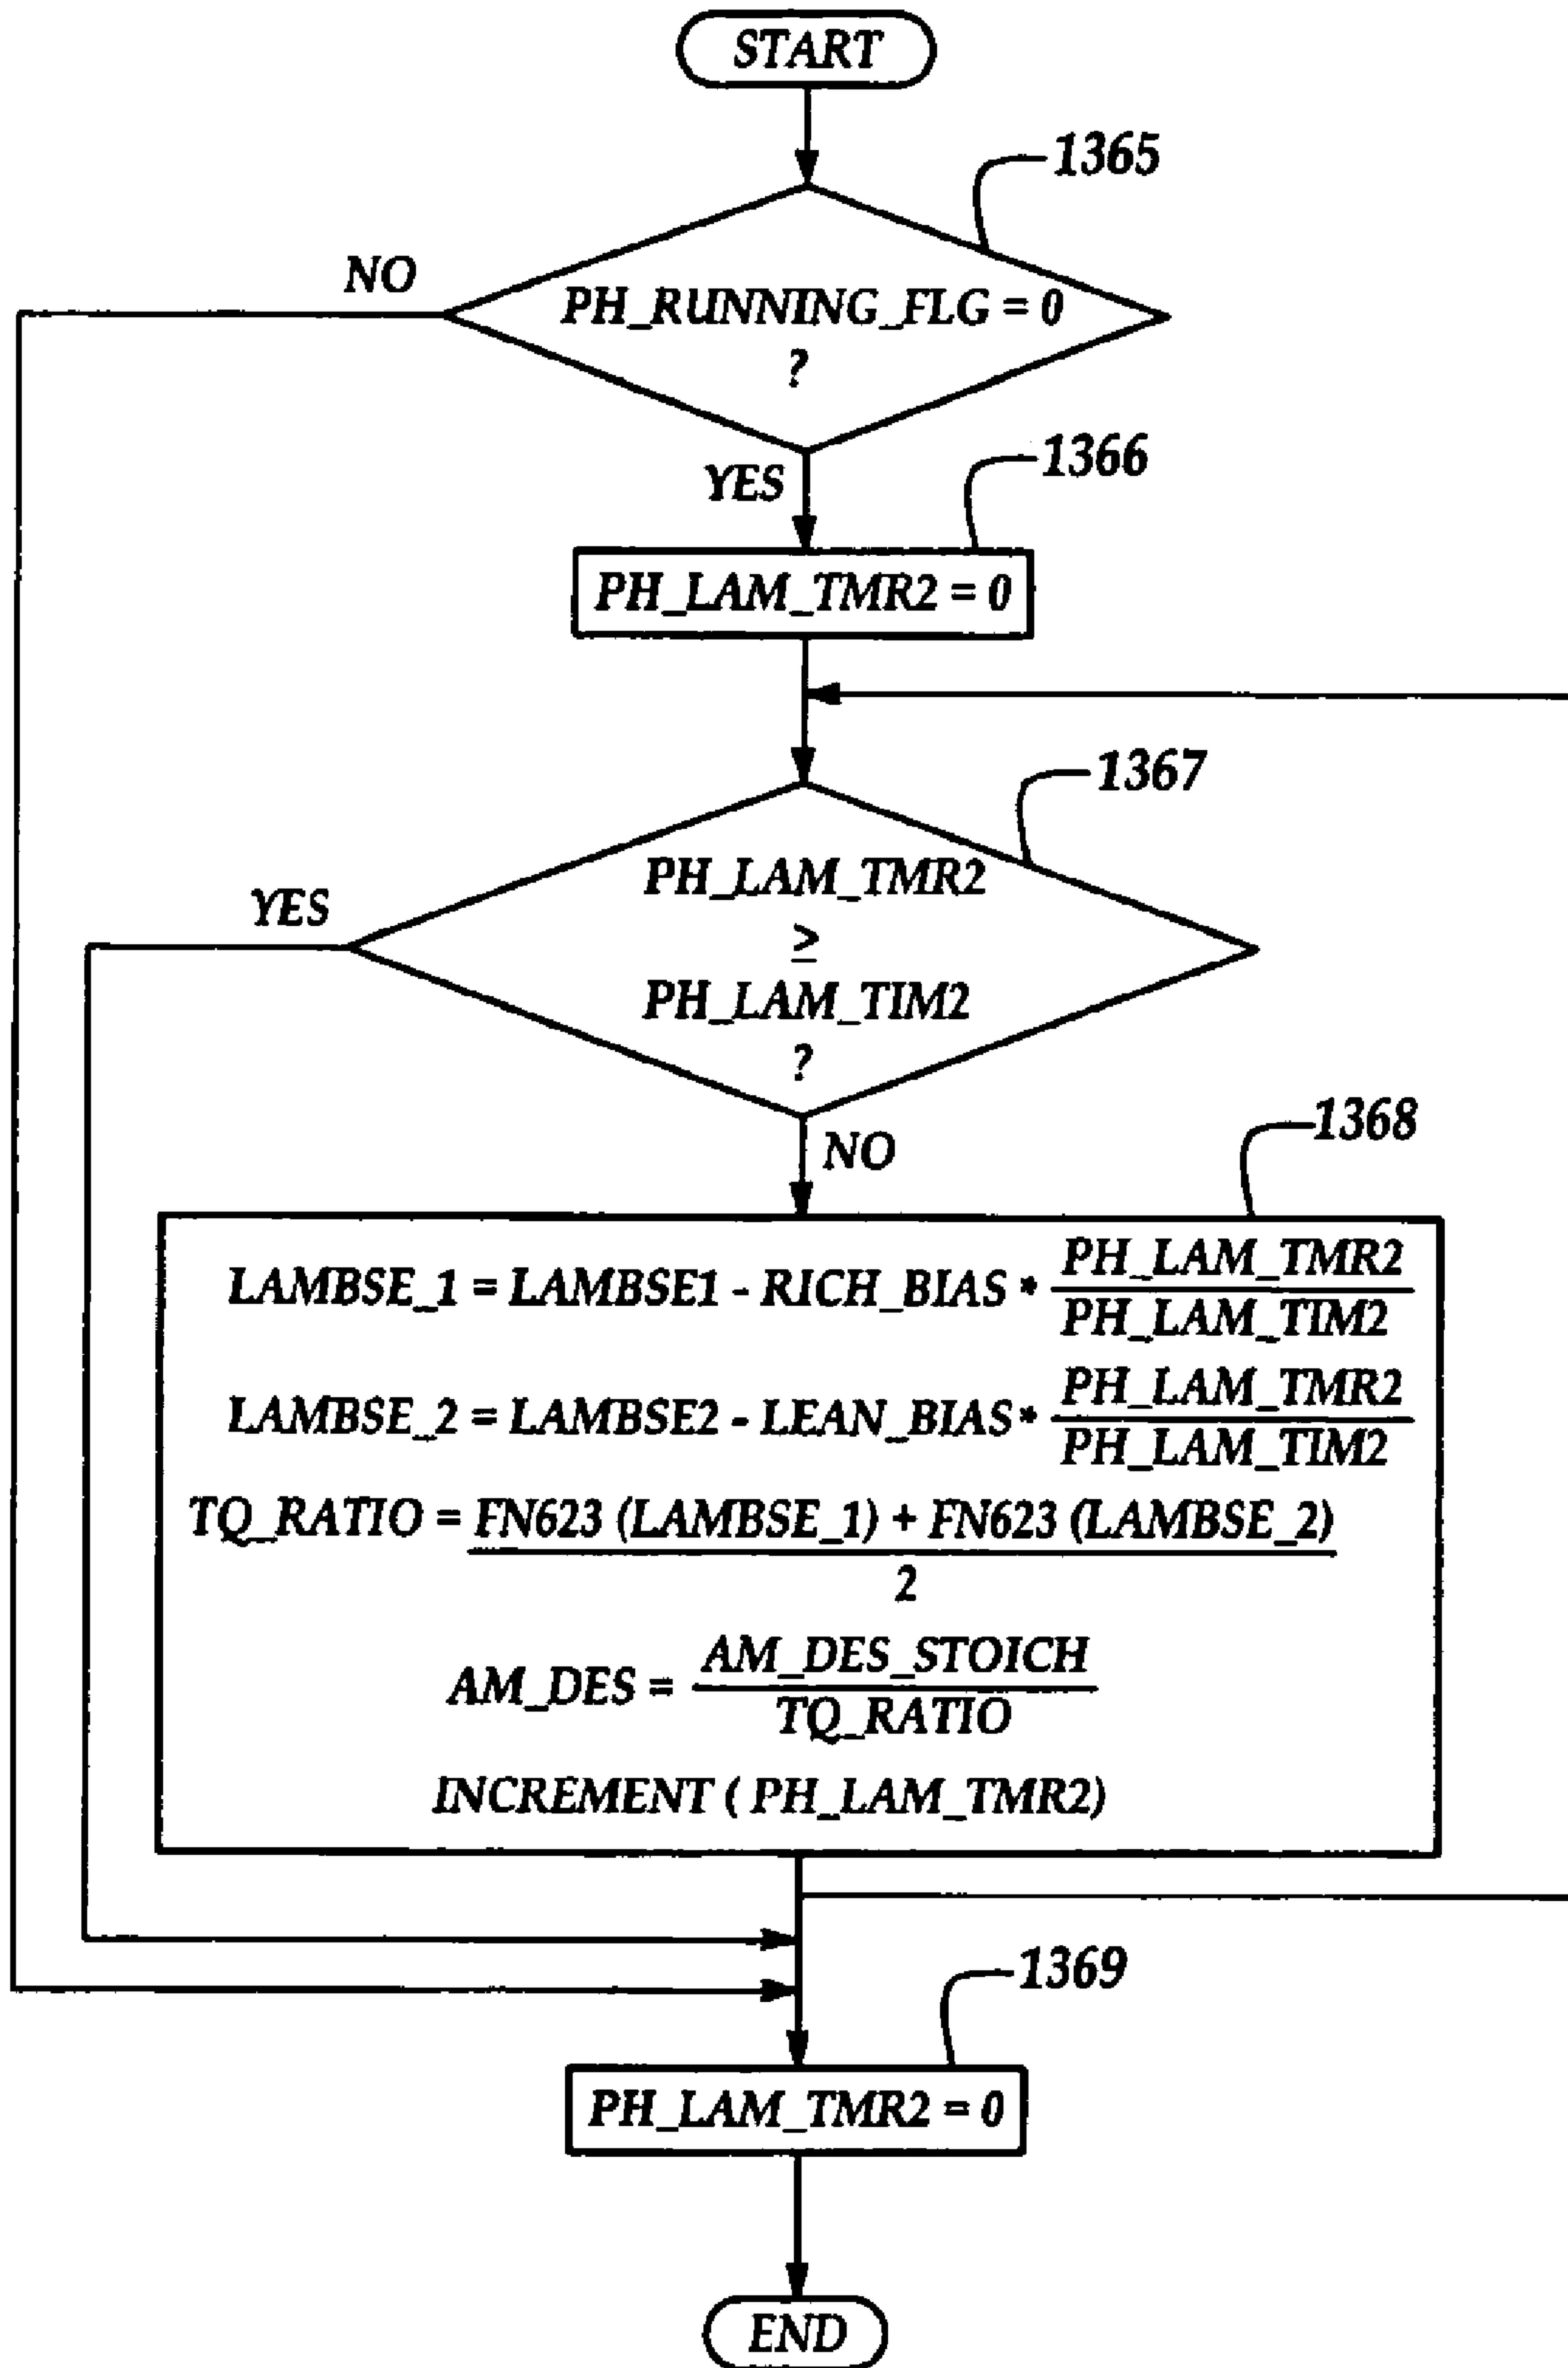 START
1365
NO
PH_RUNNING_FLG = 0
?
YES
1366
PH_LAM_TMR2 = 0
1367
YES
PH_LAM_TMR2
≥
PH_LAM_TIM2
?
NO
1368
LAMBSE_1 = LAMBSE1 - RICH_BIAS * PH_LAM_TMR2
PH_LAM_TIM2
LAMBSE_2 = LAMBSE2 - LEAN_BIAS * PH_LAM_TMR2
PH_LAM_TIM2
TQ_RATIO = FN623 (LAMBSE_1) + FN623 (LAMBSE_2)
2
AM_DES = AM_DES_STOICH
TQ_RATIO
INCREMENT ( PH_LAM_TMR2)
1369
PH_LAM_TMR2 = 0
END